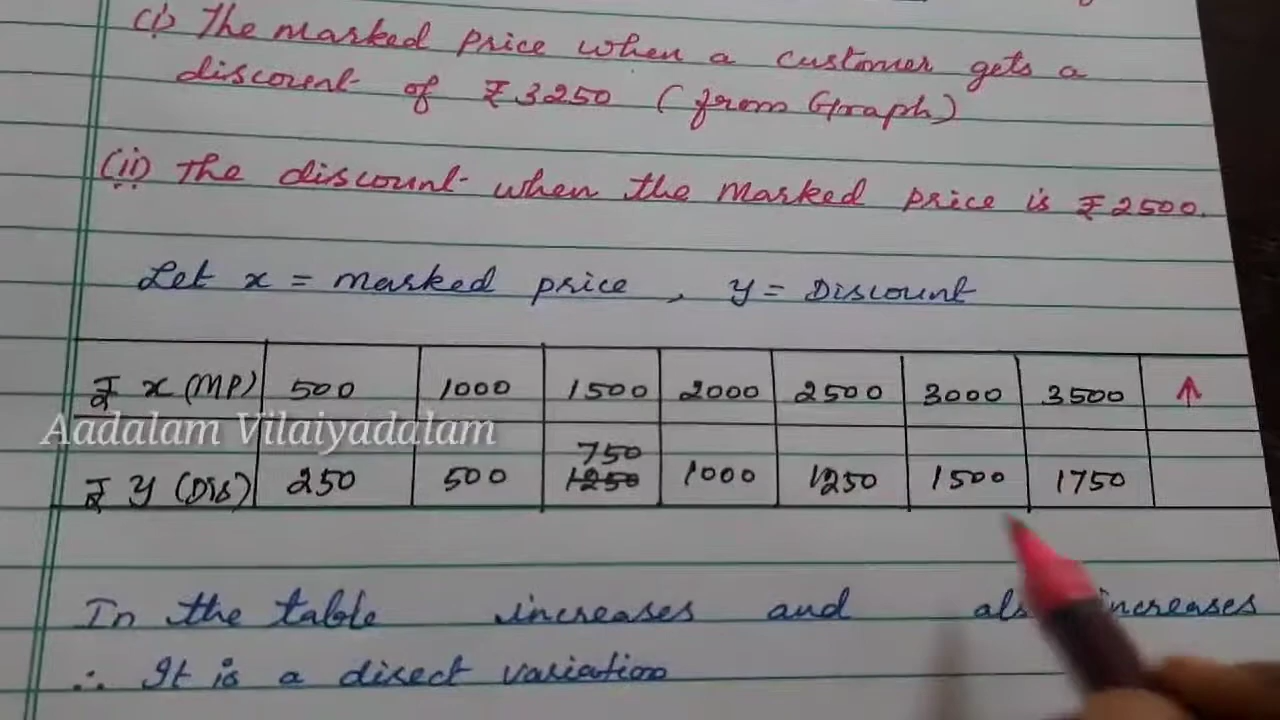 (i) The marked price when a customer gets a
discount of ₹3250 (from Graph)
(ii) The discount when the marked price is ₹2500.
Let x = marked price , y = Discount
₹ x (MP) 500 1000 1500 2000 2500 3000 3500 ↑
Aadalam Vilaiyadalam
750
₹ y (Dis) 250 500 1250 1000 1250 1500 1750
In the table increases and also increases
∴ It is a direct variation